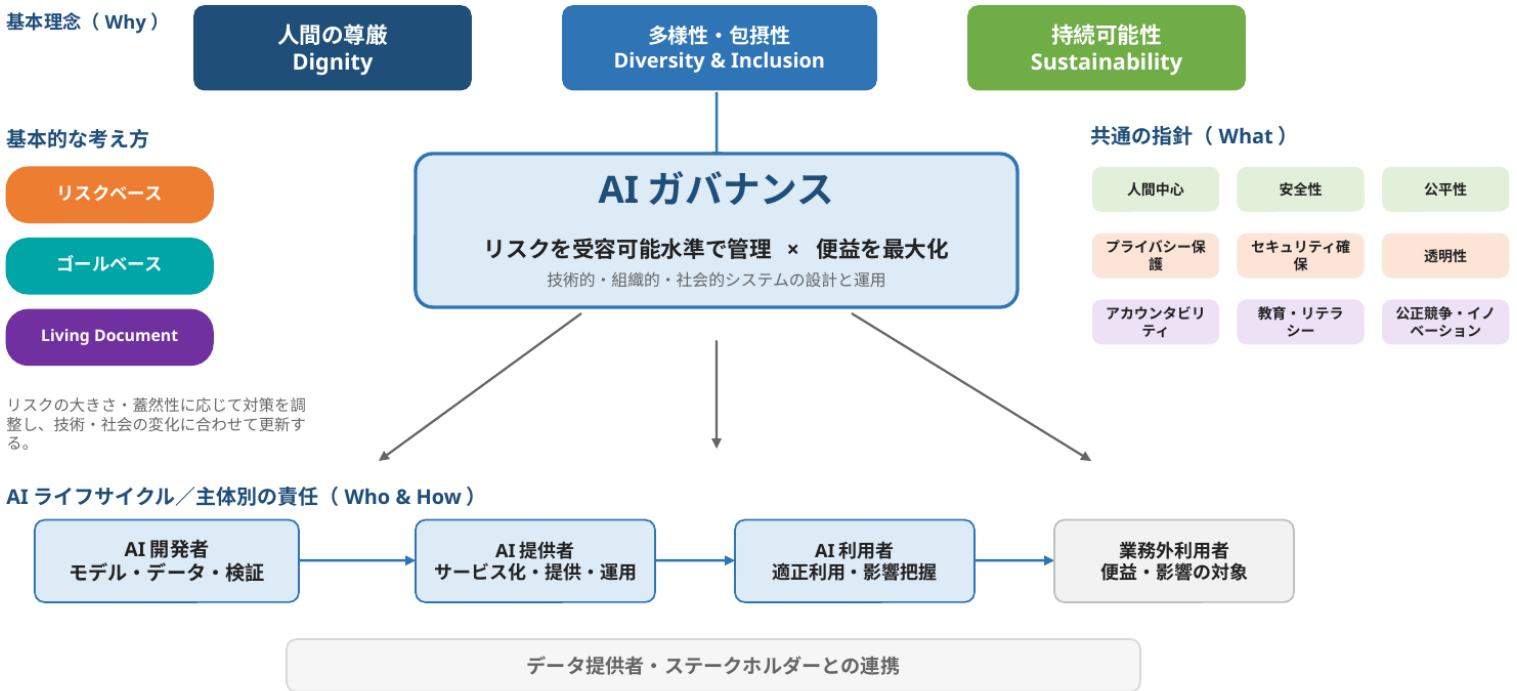 基本理念（ Why ）
人間の尊厳
Dignity
多様性・包摂性
Diversity & Inclusion
持続可能性
Sustainability
基本的な考え方
リスクベース
ゴールベース
Living Document
リスクの大きさ・蓋然性に応じて対策を調
整し、技術・社会の変化に合わせて更新す
る。
AI ガバナンス
リスクを受容可能水準で管理 × 便益を最大化
技術的・組織的・社会的システムの設計と運用
共通の指針（ What ）
人間中心
安全性
公平性
プライバシー保
護
セキュリティ確
保
透明性
アカウンタビリ
ティ
教育・リテラ
シー
公正競争・イノ
ベーション
AI ライフサイクル／主体別の責任（ Who & How ）
AI 開発者
モデル・データ・検証
AI 提供者
サービス化・提供・運用
AI 利用者
適正利用・影響把握
業務外利用者
便益・影響の対象
データ提供者・ステークホルダーとの連携